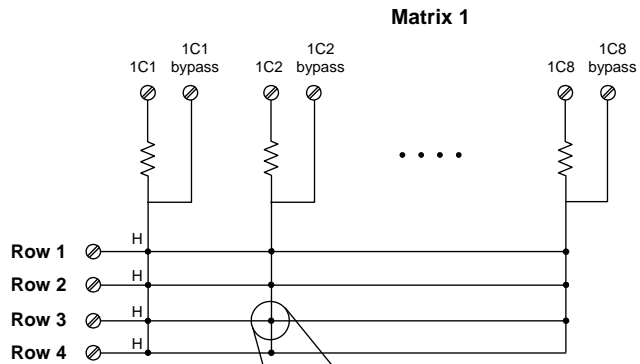 Matrix 1
1C1 1C1 bypass 1C2 1C2 bypass 1C8 1C8 bypass
H
Row 1
H
Row 2
H
Row 3
H
Row 4